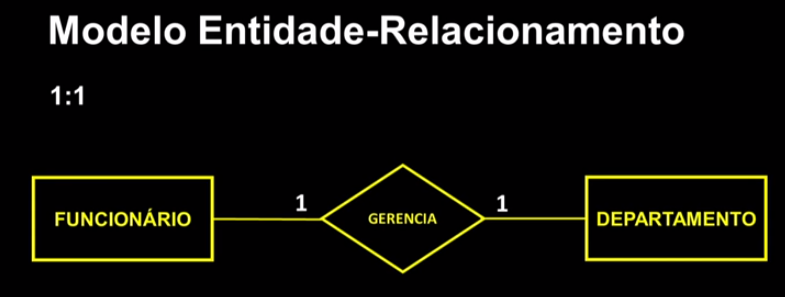 Modelo Entidade-Relacionamento
1:1
1
1
FUNCIONÁRIO
GERENCIA
DEPARTAMENTO